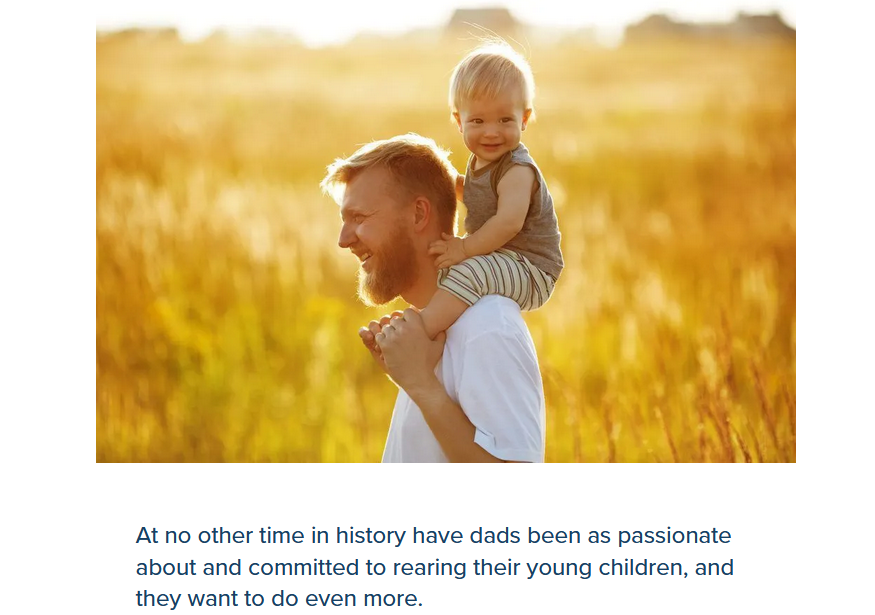 At no other time in history have dads been as passionate
about and committed to rearing their young children, and
they want to do even more.